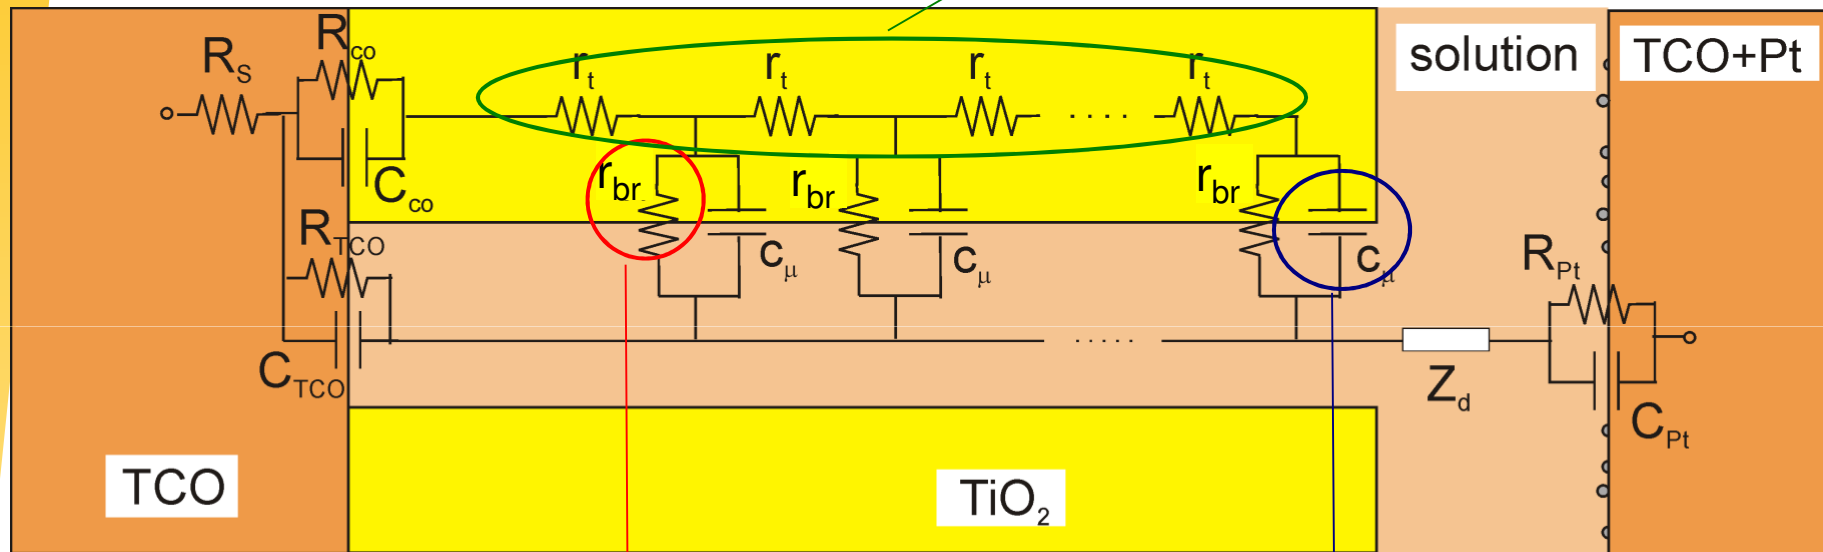 R_co
R_S
r_t
r_t
r_t
r_t
solution
TCO+Pt
. . . .
C_co
r_br
r_br
r_br
R_TCO
c_μ
c_μ
c_μ
R_Pt
. . . . .
C_TCO
Z_d
C_Pt
TCO
TiO₂